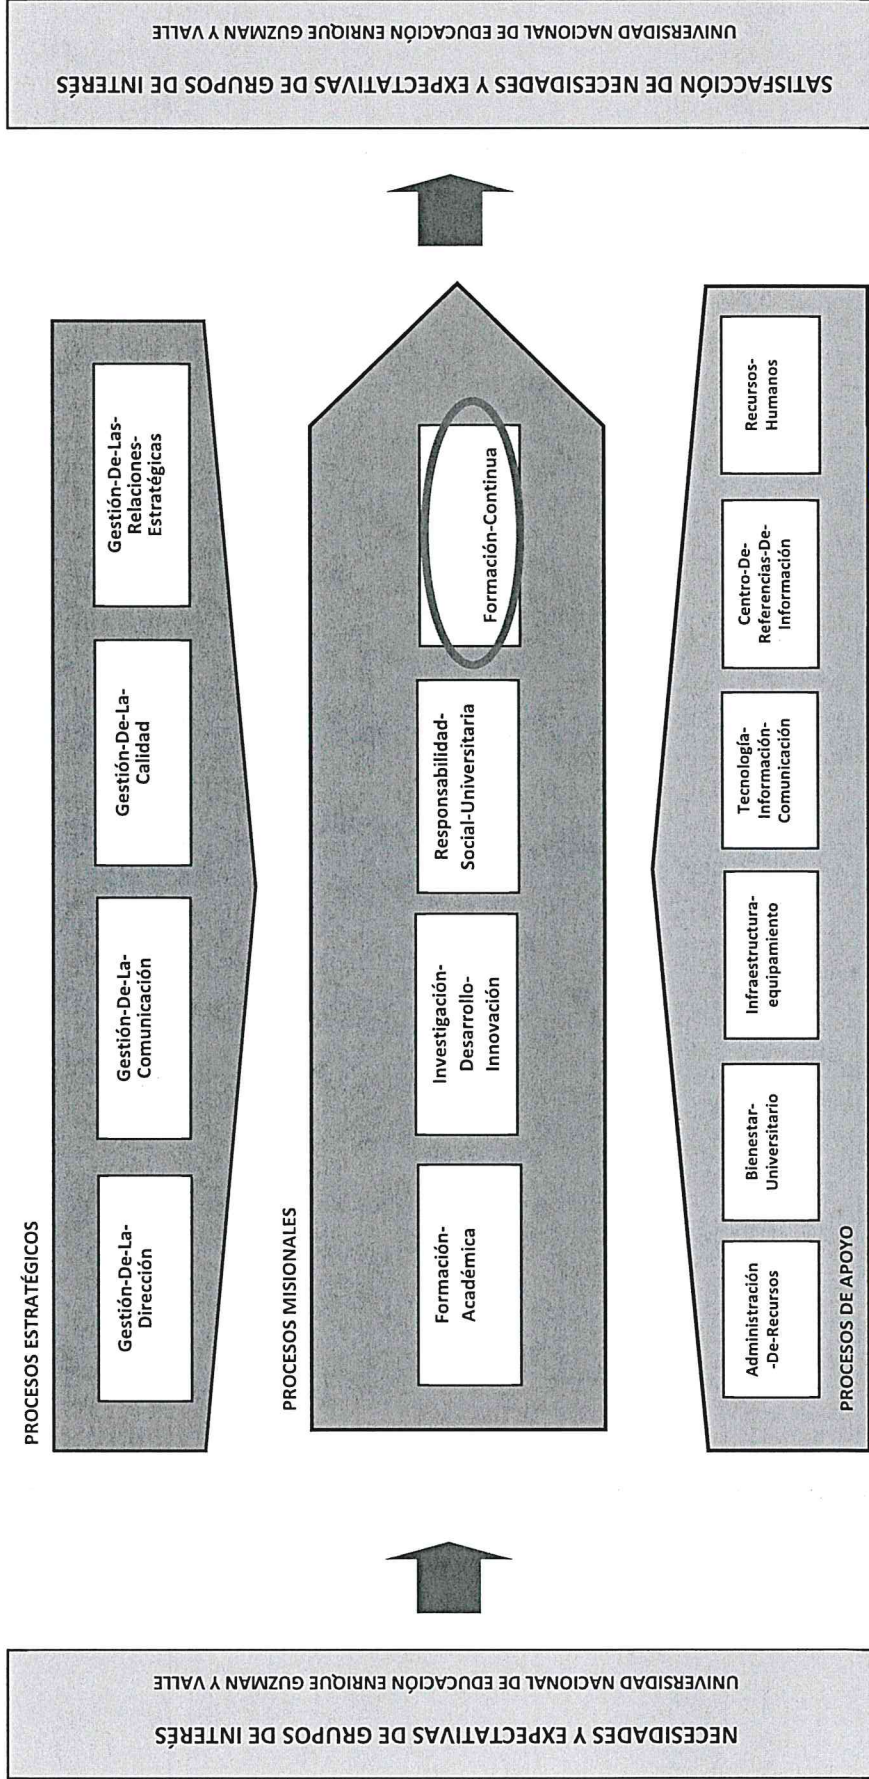 NECESIDADES Y EXPECTATIVAS DE GRUPOS DE INTERÉS
UNIVERSIDAD NACIONAL DE EDUCACIÓN ENRIQUE GUZMAN Y VALLE
PROCESOS ESTRATÉGICOS
Gestión-De-La-
Dirección
Gestión-De-La-
Comunicación
Gestión-De-La-
Calidad
Gestión-De-Las-
Relaciones-
Estratégicas
PROCESOS MISIONALES
Formación-
Académica
Investigación-
Desarrollo-
Innovación
Responsabilidad-
Social-Universitaria
Formación-Continua
Administración
-De-Recursos
Bienestar-
Universitario
Infraestructura-
equipamiento
Tecnología-
Información-
Comunicación
Centro-De-
Referencias-De-
Información
Recursos-
Humanos
PROCESOS DE APOYO
SATISFACCIÓN DE NECESIDADES Y EXPECTATIVAS DE GRUPOS DE INTERÉS
UNIVERSIDAD NACIONAL DE EDUCACIÓN ENRIQUE GUZMAN Y VALLE